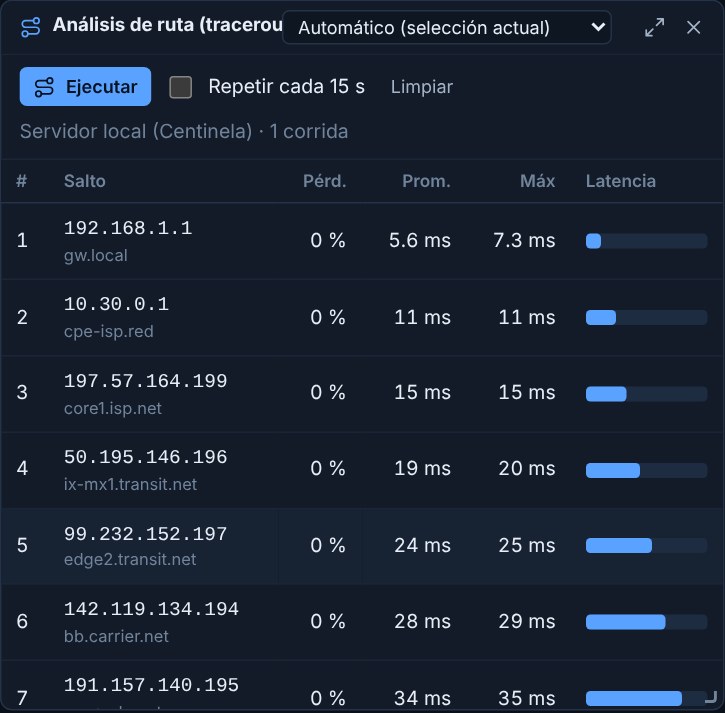 Análisis de ruta (tracerou
Automático (selección actual)
Ejecutar
Repetir cada 15 s
Limpiar
Servidor local (Centinela) · 1 corrida
# Salto Pérd. Prom. Máx Latencia
1 192.168.1.1 0 % 5.6 ms 7.3 ms
gw.local
2 10.30.0.1 0 % 11 ms 11 ms
cpe-isp.red
3 197.57.164.199 0 % 15 ms 15 ms
core1.isp.net
4 50.195.146.196 0 % 19 ms 20 ms
ix-mx1.transit.net
5 99.232.152.197 0 % 24 ms 25 ms
edge2.transit.net
6 142.119.134.194 0 % 28 ms 29 ms
bb.carrier.net
7 191.157.140.195 0 % 34 ms 35 ms